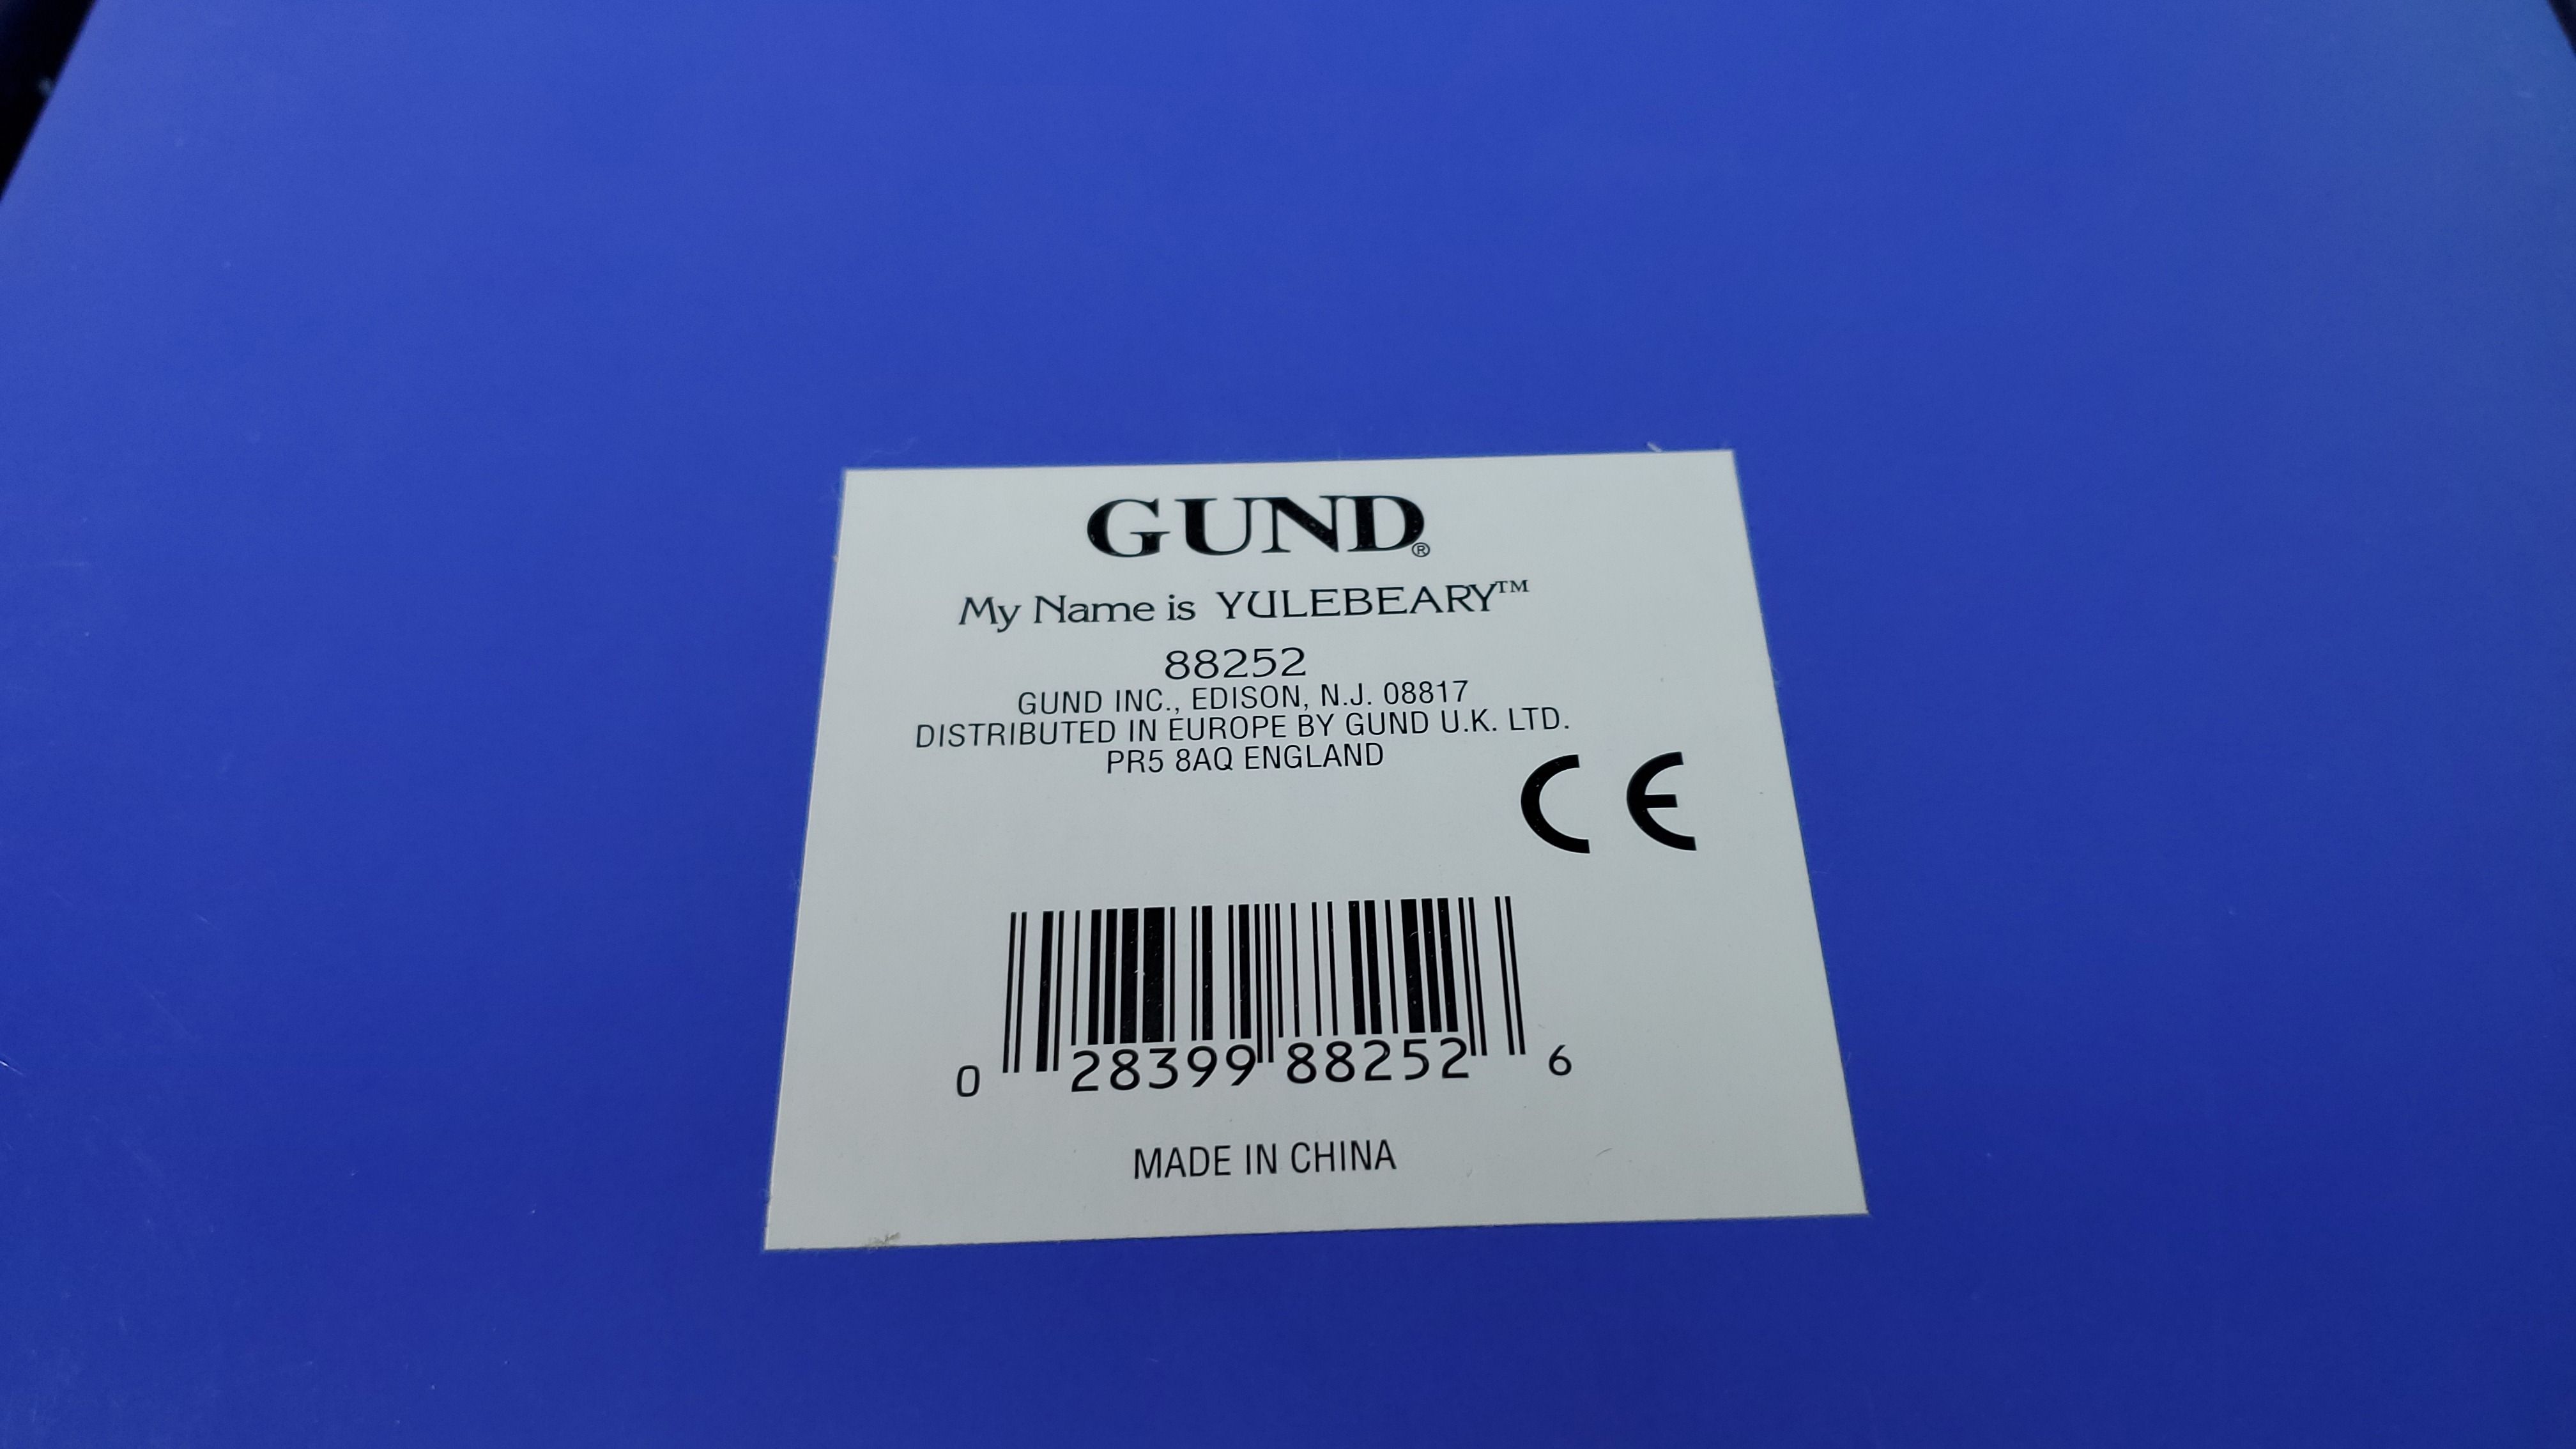 GUND®
My Name is YULEBEARY™
88252
GUND INC., EDISON, N.J. 08817
DISTRIBUTED IN EUROPE BY GUND U.K. LTD.
PR5 8AQ ENGLAND
CE
0 28399 88252 6
MADE IN CHINA